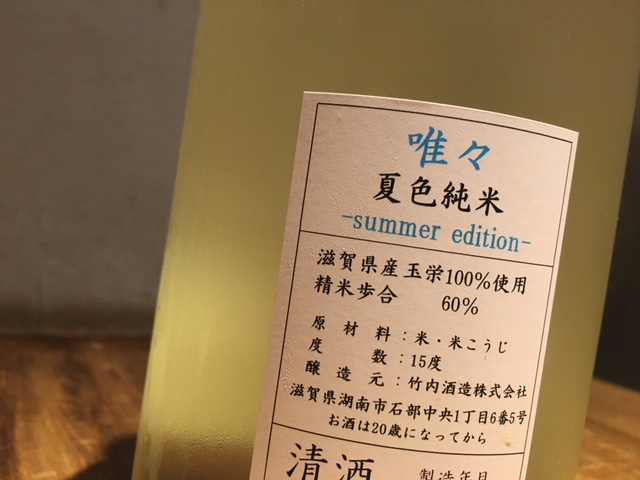 唯々
夏色純米
-summer edition-
滋賀県産玉栄100%使用
精米歩合 60%
原材料:米・米こうじ
度数:15度
醸造元:竹内酒造株式会社
滋賀県湖南市石部中央1丁目6番5号
お酒は20歳になってから
清酒 製造年月